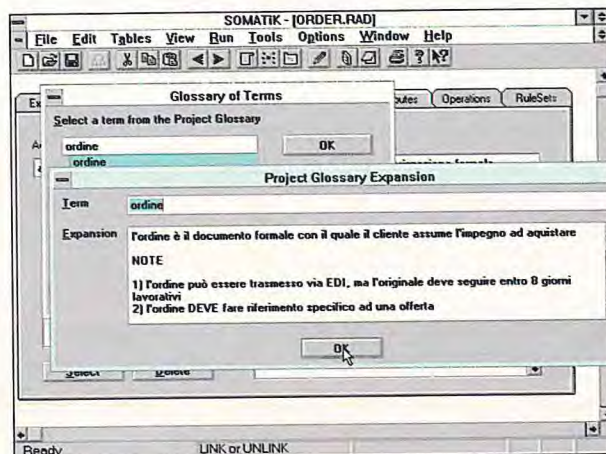 SOMATiK - [ORDER.RAD]
File Edit Tables View Run Tools Options Window Help
Glossary of Terms
Operations
RuleSets
Select a term from the Project Glossary
ordine
OK
ordine
Project Glossary Expansion
Term
ordine
Expansion
l'ordine è il documento formale con il quale il cliente assume l'impegno ad aquistare
NOTE
1) l'ordine può essere trasmesso via EDI, ma l'originale deve seguire entro 8 giorni
lavorativi
2) l'ordine DEVE fare riferimento specifico ad una offerta
OK
Select
Delete
Ready
LINK or UNLINK